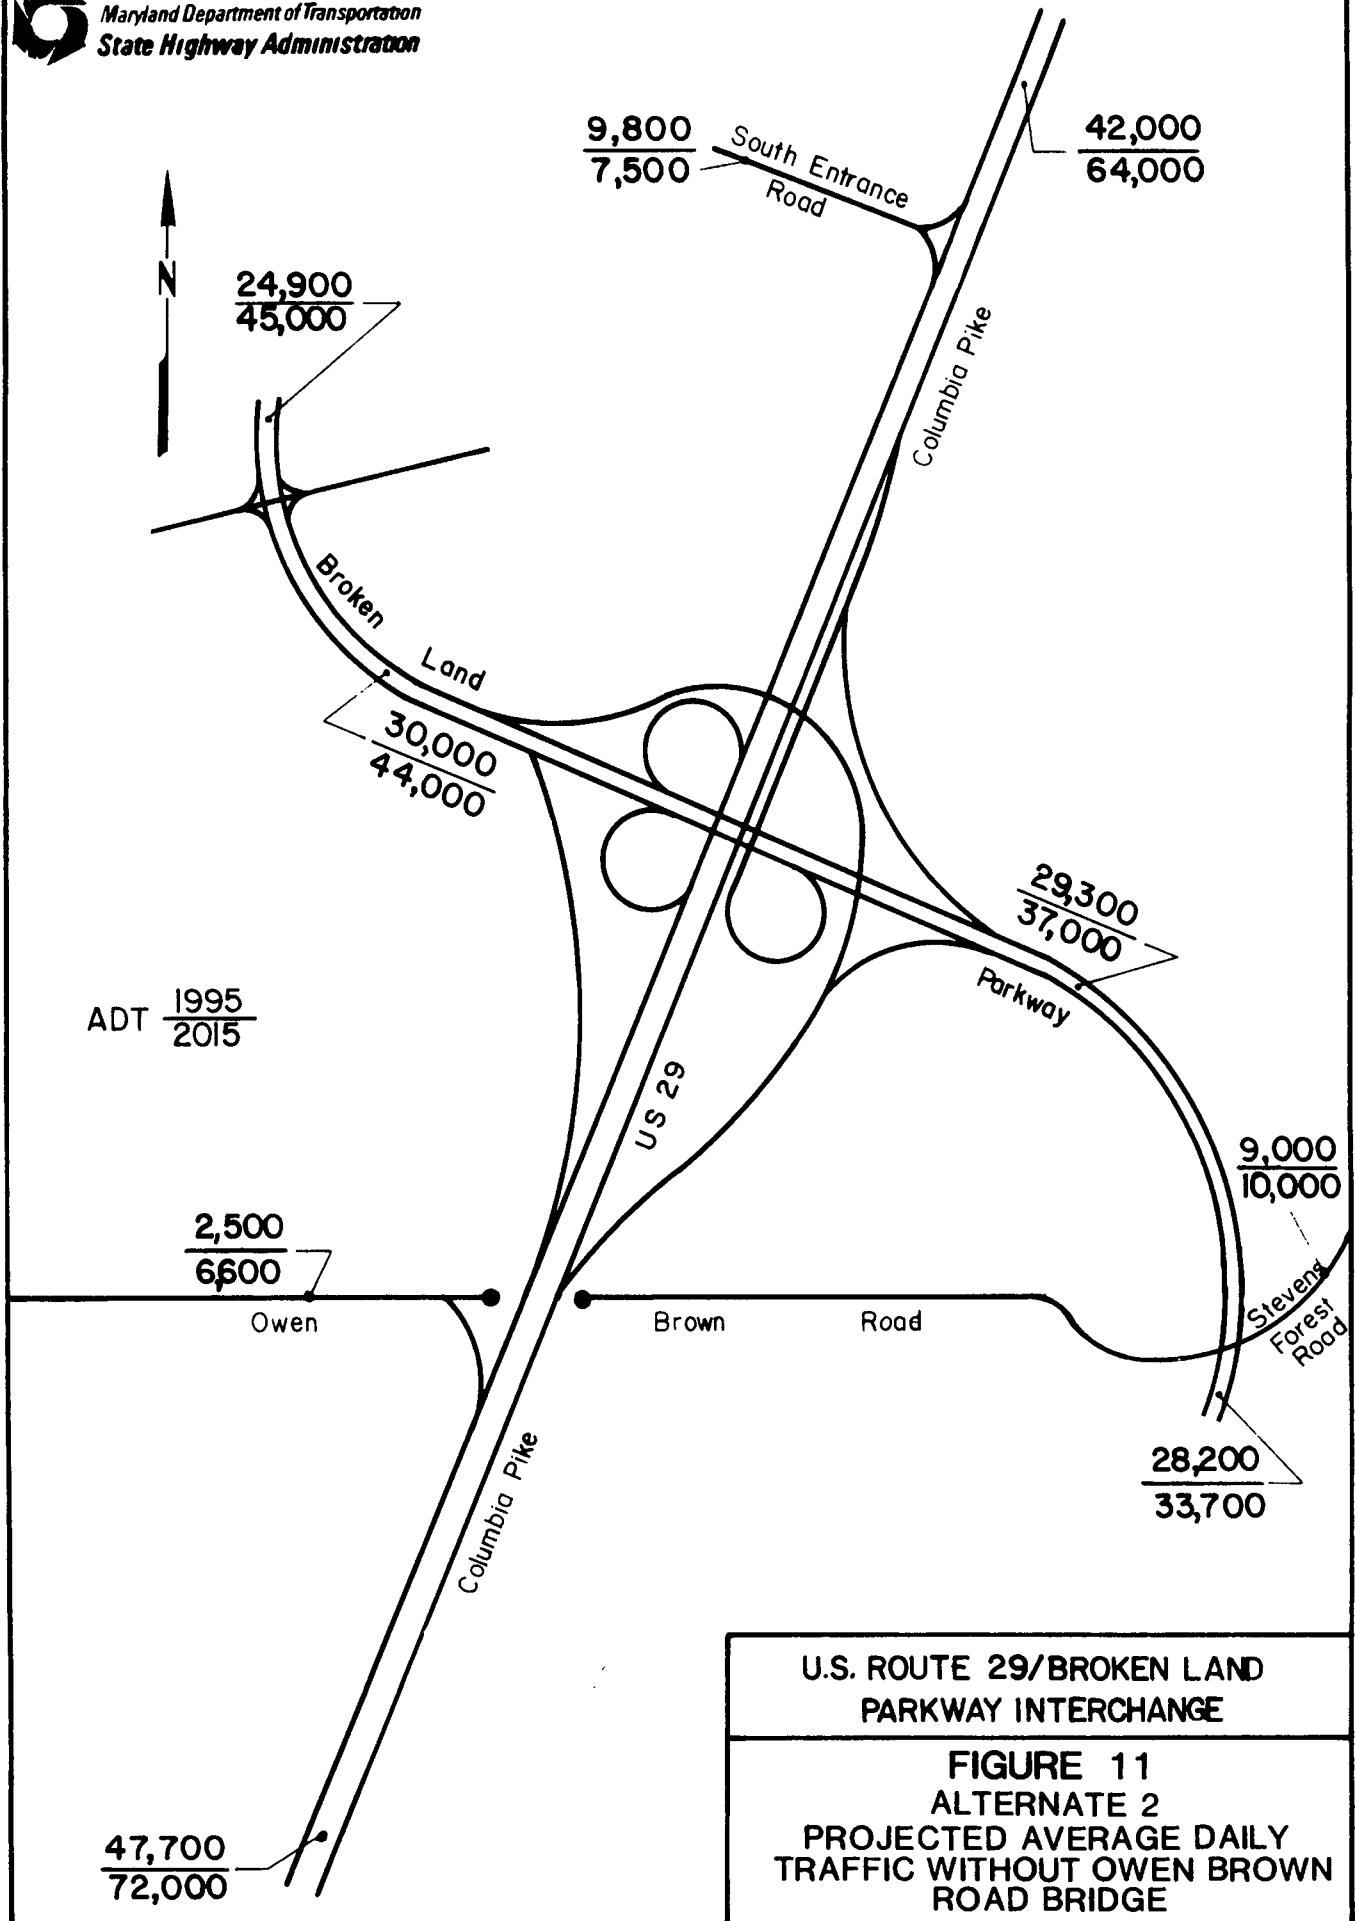 Maryland Department of Transportation
State Highway Administration
9,800
7,500
South Entrance
Road
42,000
64,000
N
24,900
45,000
Columbia Pike
Broken
Land
30,000
44,000
29,300
37,000
Parkway
ADT 1995
2015
US 29
9,000
10,000
2,500
6,600
Owen
Brown
Road
Stevens
Forest
Road
Columbia Pike
28,200
33,700
47,700
72,000
U.S. ROUTE 29/BROKEN LAND
PARKWAY INTERCHANGE
FIGURE 11
ALTERNATE 2
PROJECTED AVERAGE DAILY
TRAFFIC WITHOUT OWEN BROWN
ROAD BRIDGE